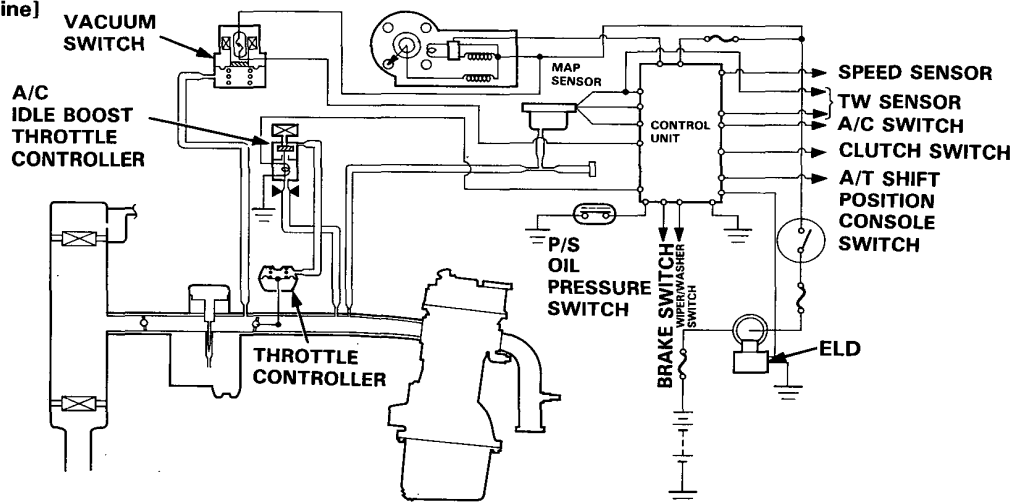 ine]
VACUUM
SWITCH
A/C
IDLE BOOST
THROTTLE
CONTROLLER
MAP
SENSOR
CONTROL
UNIT
SPEED SENSOR
TW SENSOR
A/C SWITCH
CLUTCH SWITCH
A/T SHIFT
POSITION
CONSOLE
SWITCH
P/S
OIL
PRESSURE
SWITCH
BRAKE SWITCH
WIPER/WASHER
SWITCH
ELD
THROTTLE
CONTROLLER